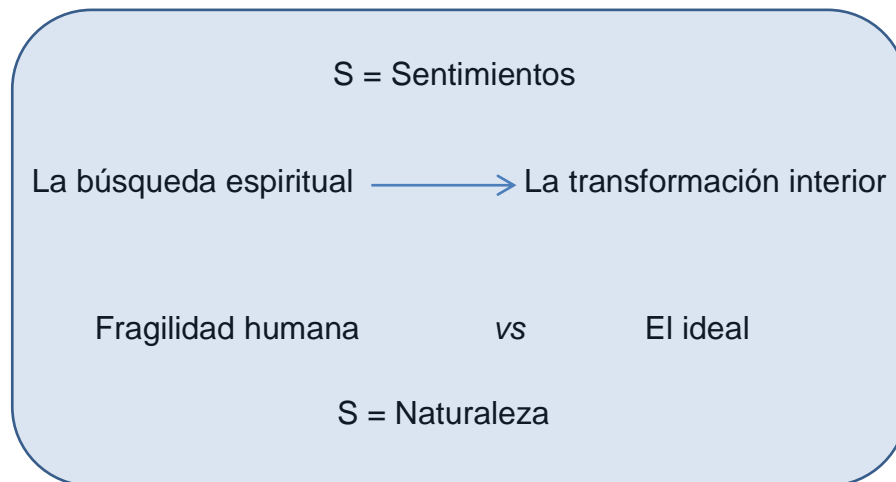 S = Sentimientos
La búsqueda espiritual La transformación interior
Fragilidad humana vs El ideal
S = Naturaleza